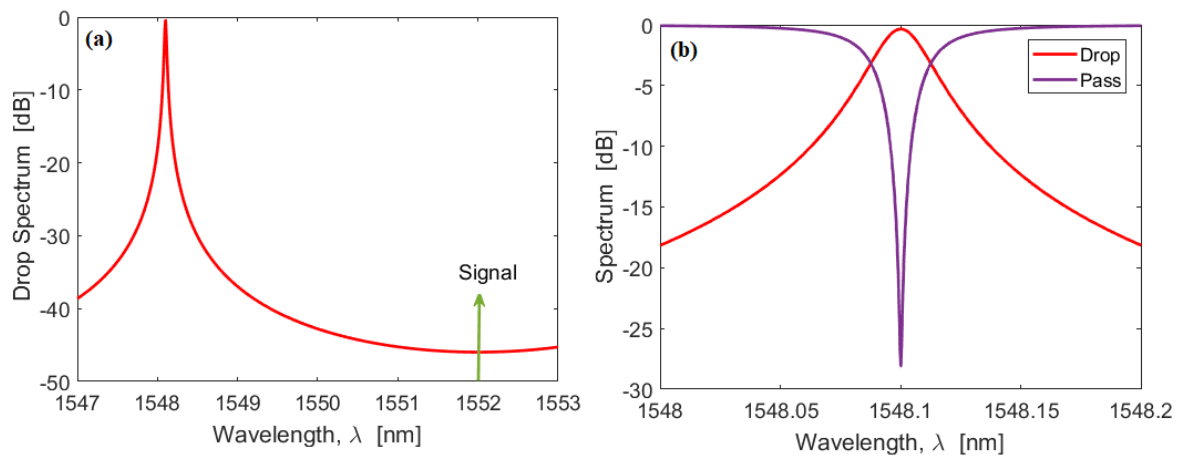 (a)
Drop Spectrum [dB]
0
-10
-20
-30
-40
-50
Signal
1547 1548 1549 1550 1551 1552 1553
Wavelength, λ [nm]
(b)
Spectrum [dB]
0
-5
-10
-15
-20
-25
-30
Drop
Pass
1548 1548.05 1548.1 1548.15 1548.2
Wavelength, λ [nm]